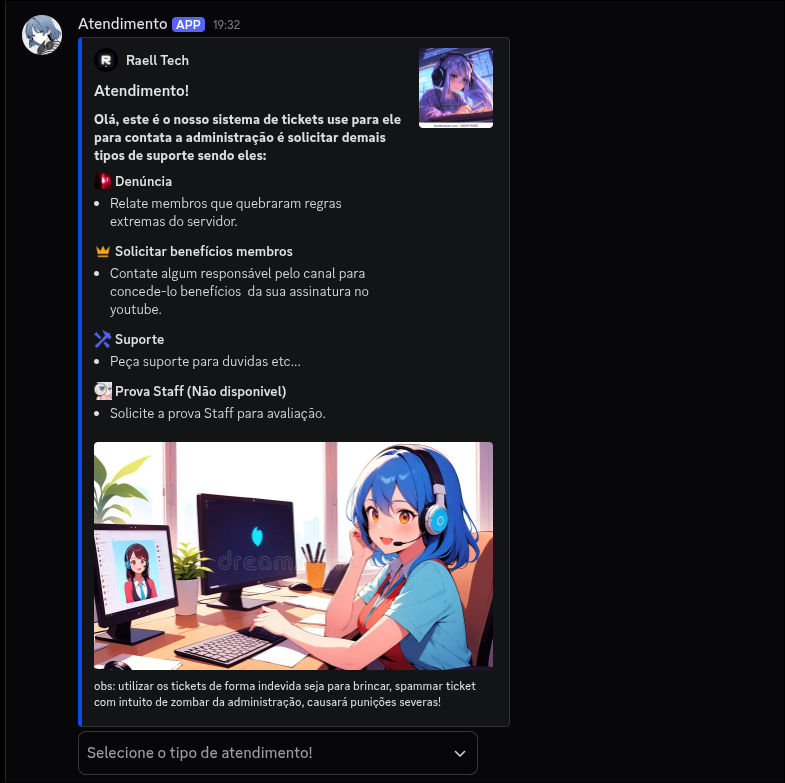 Atendimento APP 19:32
Raell Tech
Atendimento!
Olá, este é o nosso sistema de tickets use para ele
para contata a administração é solicitar demais
tipos de suporte sendo eles:
Denúncia
Relate membros que quebraram regras
extremas do servidor.
Solicitar benefícios membros
Contate algum responsável pelo canal para
concede-lo benefícios da sua assinatura no
youtube.
Suporte
Peça suporte para duvidas etc...
Prova Staff (Não disponivel)
Solicite a prova Staff para avaliação.
dream
obs: utilizar os tickets de forma indevida seja para brincar, spammar ticket
com intuito de zombar da administração, causará punições severas!
Selecione o tipo de atendimento!